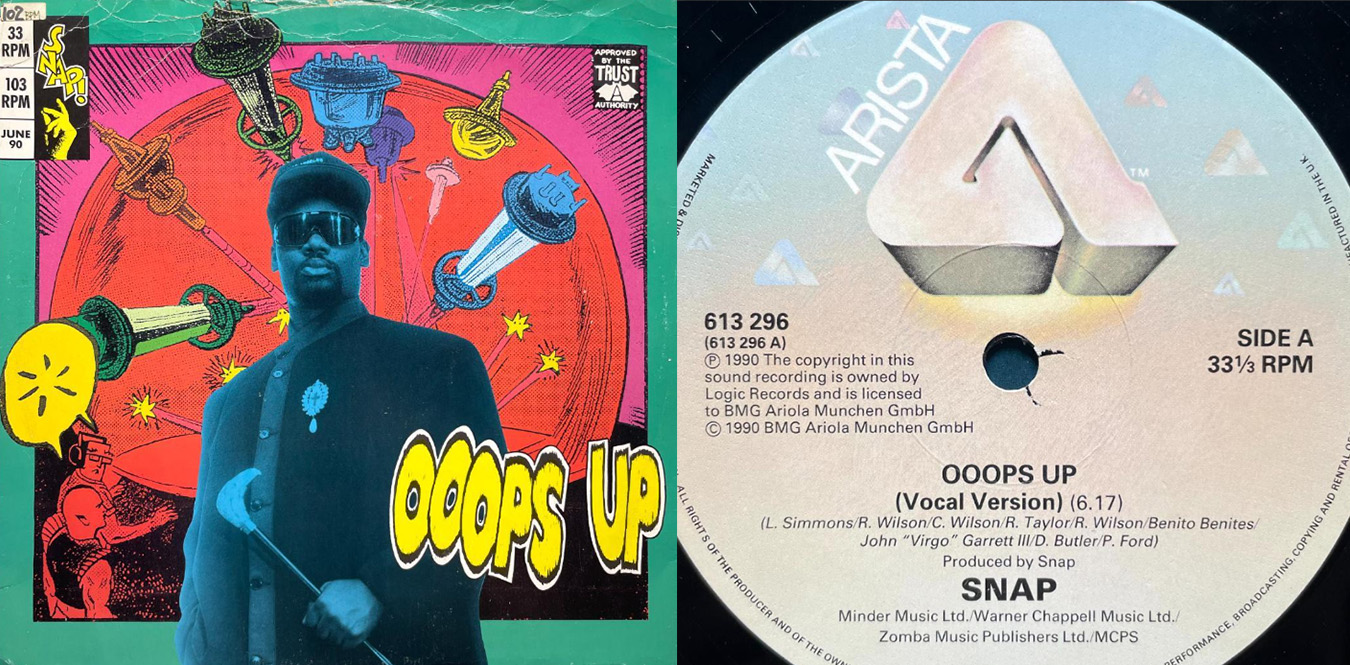 102 BPM
33
RPM
103
RPM
JUNE
90
SNAP!
APPROVED
BY THE
TRUST
AUTHORITY
OOOPS UP
ARISTA
TM
MARKETED &
FACTURED IN THE U.K.
613 296
(613 296 A)
Ⓟ 1990 The copyright in this
sound recording is owned by
Logic Records and is licensed
to BMG Ariola Munchen GmbH
© 1990 BMG Ariola Munchen GmbH
SIDE A
33⅓ RPM
OOOPS UP
(Vocal Version) (6.17)
(L. Simmons/R. Wilson/C. Wilson/R. Taylor/R. Wilson/Benito Benites/
John “Virgo” Garrett III/D. Butler/P. Ford)
Produced by Snap
SNAP
Minder Music Ltd./Warner Chappell Music Ltd./
Zomba Music Publishers Ltd./MCPS
ALL RIGHTS OF THE PRODUCER AND OF THE OWN
PERFORMANCE, BROADCASTING, COPYING AND RENTAL OF